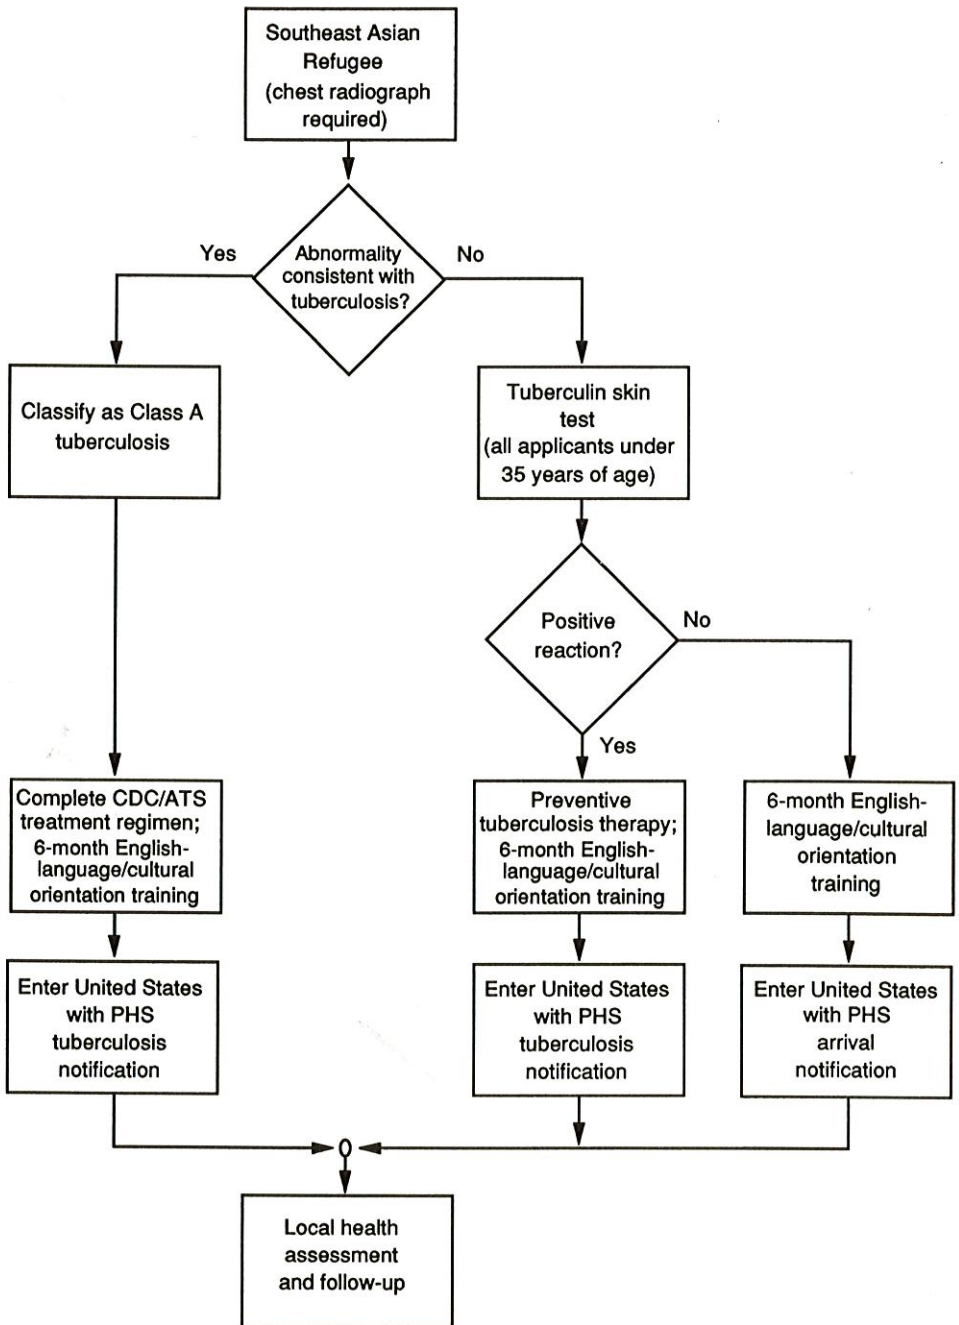 Southeast Asian
Refugee
(chest radiograph
required)
Yes
Abnormality
consistent with
tuberculosis?
No
Classify as Class A
tuberculosis
Tuberculin skin
test
(all applicants under
35 years of age)
Positive
reaction?
No
Yes
Complete CDC/ATS
treatment regimen;
6-month English-
language/cultural
orientation training
Preventive
tuberculosis therapy;
6-month English-
language/cultural
orientation training
6-month English-
language/cultural
orientation
training
Enter United States
with PHS
tuberculosis
notification
Enter United States
with PHS
tuberculosis
notification
Enter United States
with PHS
arrival
notification
Local health
assessment
and follow-up